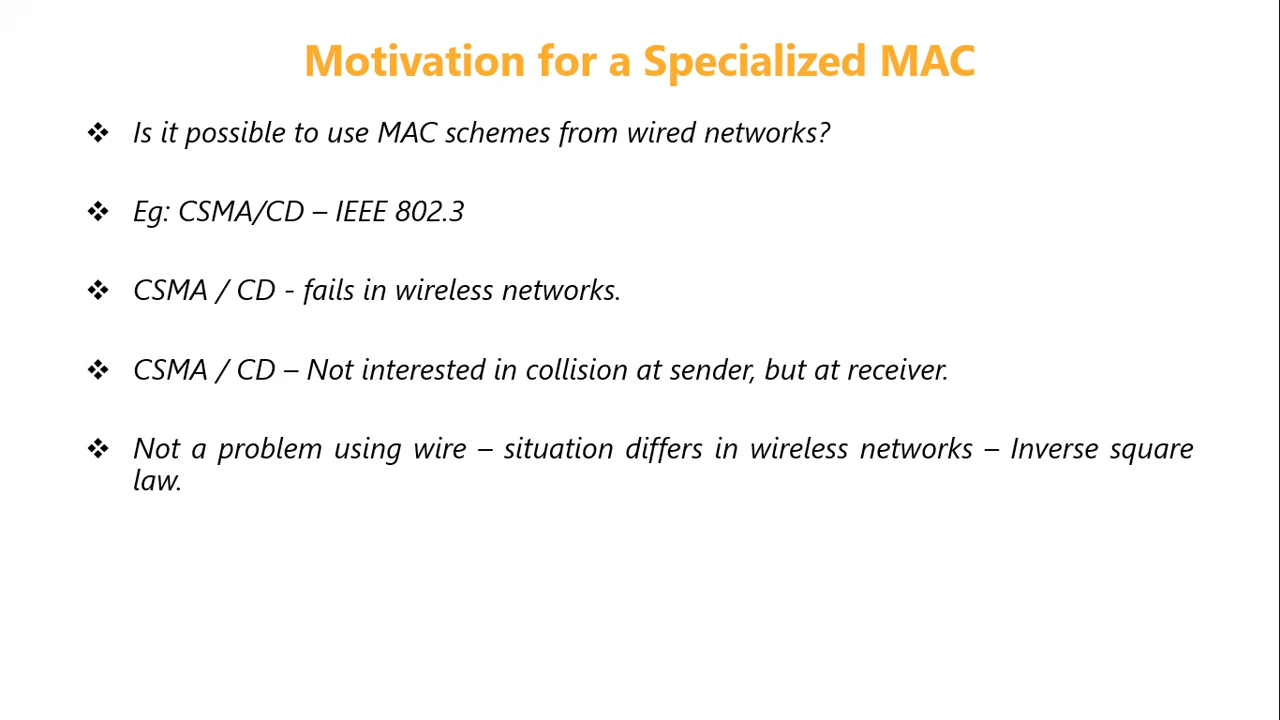 Motivation for a Specialized MAC
❖ Is it possible to use MAC schemes from wired networks?
❖ Eg: CSMA/CD – IEEE 802.3
❖ CSMA / CD - fails in wireless networks.
❖ CSMA / CD – Not interested in collision at sender, but at receiver.
❖ Not a problem using wire – situation differs in wireless networks – Inverse square
law.